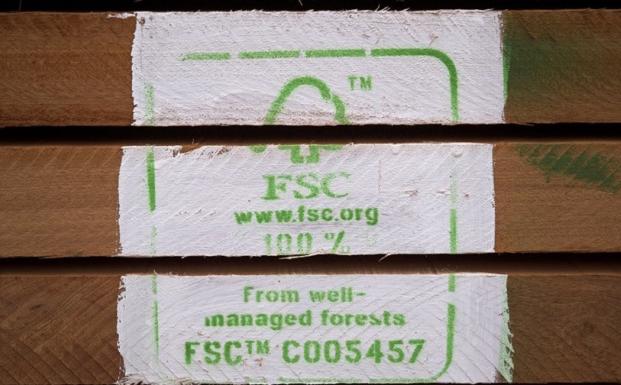 TM
FSC
www.fsc.org
100 %
From well-
managed forests
FSC™ C005457